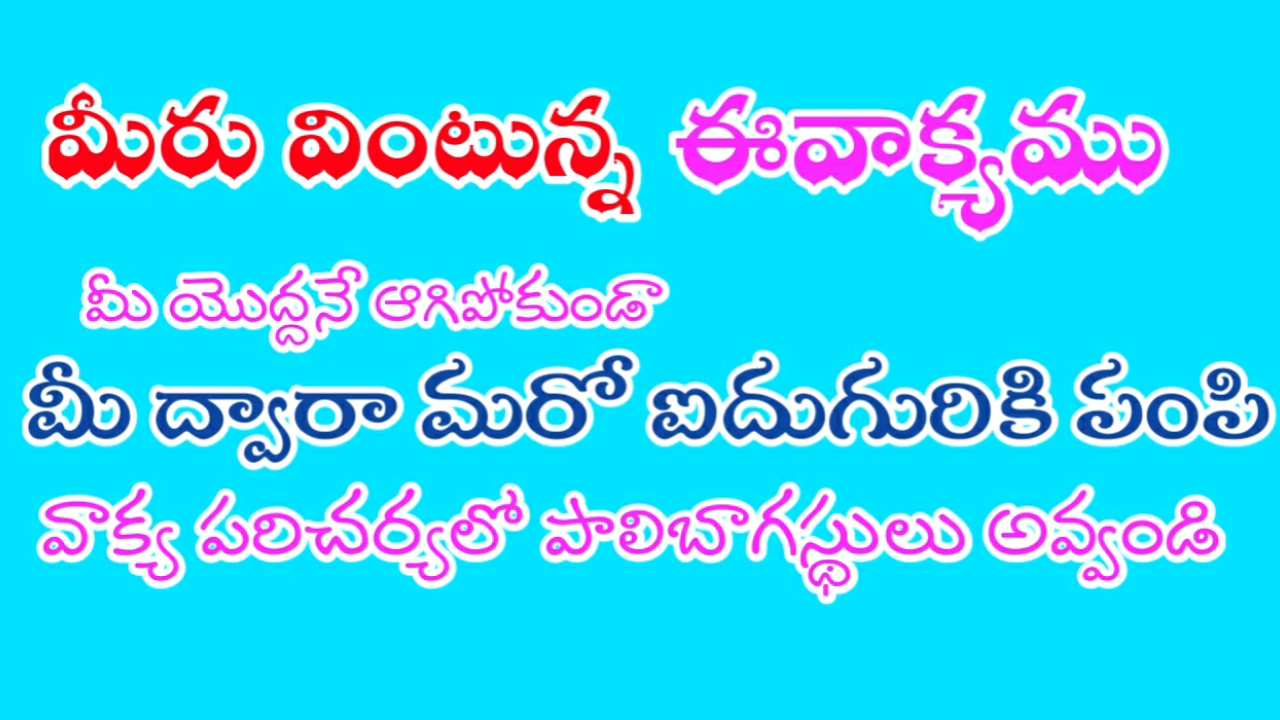 మీరు వింటున్న ఈవాక్యము
మీ యొద్దనే ఆగిపోకుండా
మీ ద్వారా మరో ఐదుగురికి పంపి
వాక్య పరిచర్యలో పాలిబాగస్థులు అవ్వండి